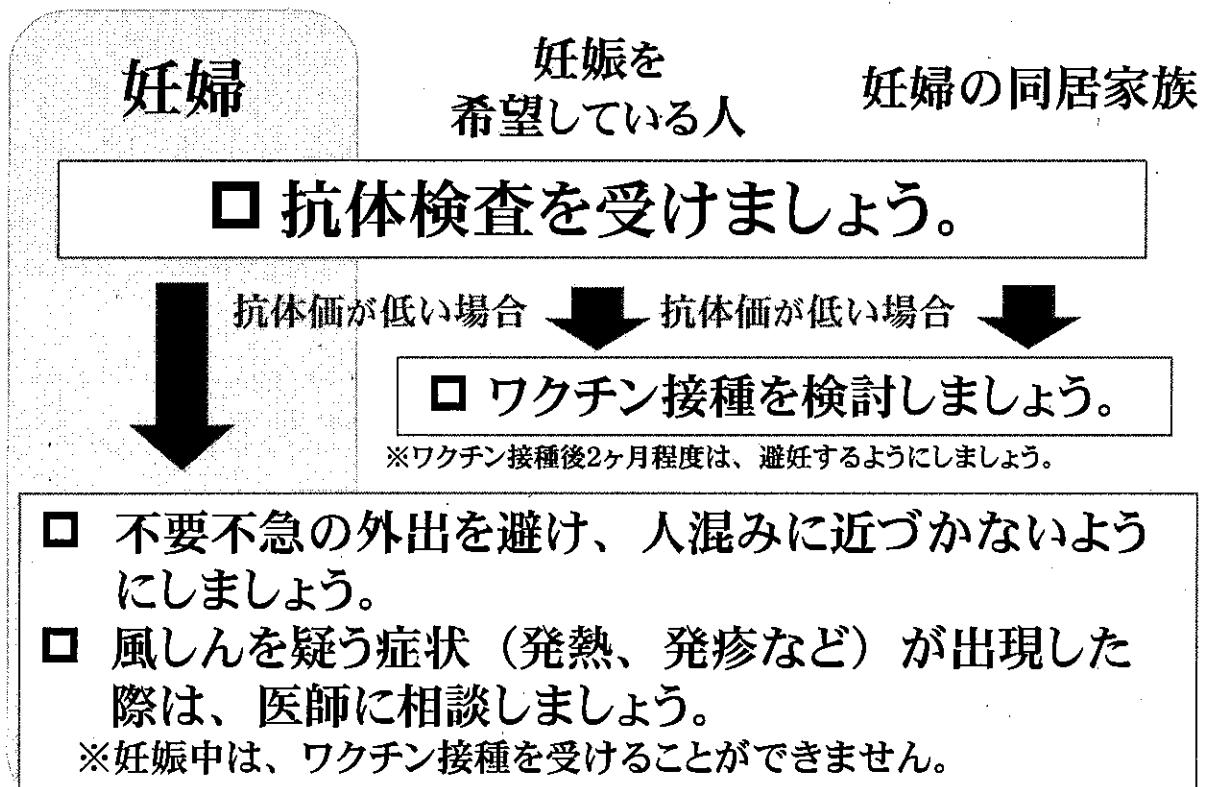 妊婦
妊娠を
希望している人
妊婦の同居家族
□ 抗体検査を受けましょう。
抗体価が低い場合
抗体価が低い場合
□ ワクチン接種を検討しましょう。
※ワクチン接種後2ヶ月程度は、避妊するようにしましょう。
□ 不要不急の外出を避け、人混みに近づかないよう
にしましょう。
□ 風しんを疑う症状（発熱、発疹など）が出現した
際は、医師に相談しましょう。
※妊娠中は、ワクチン接種を受けることができません。